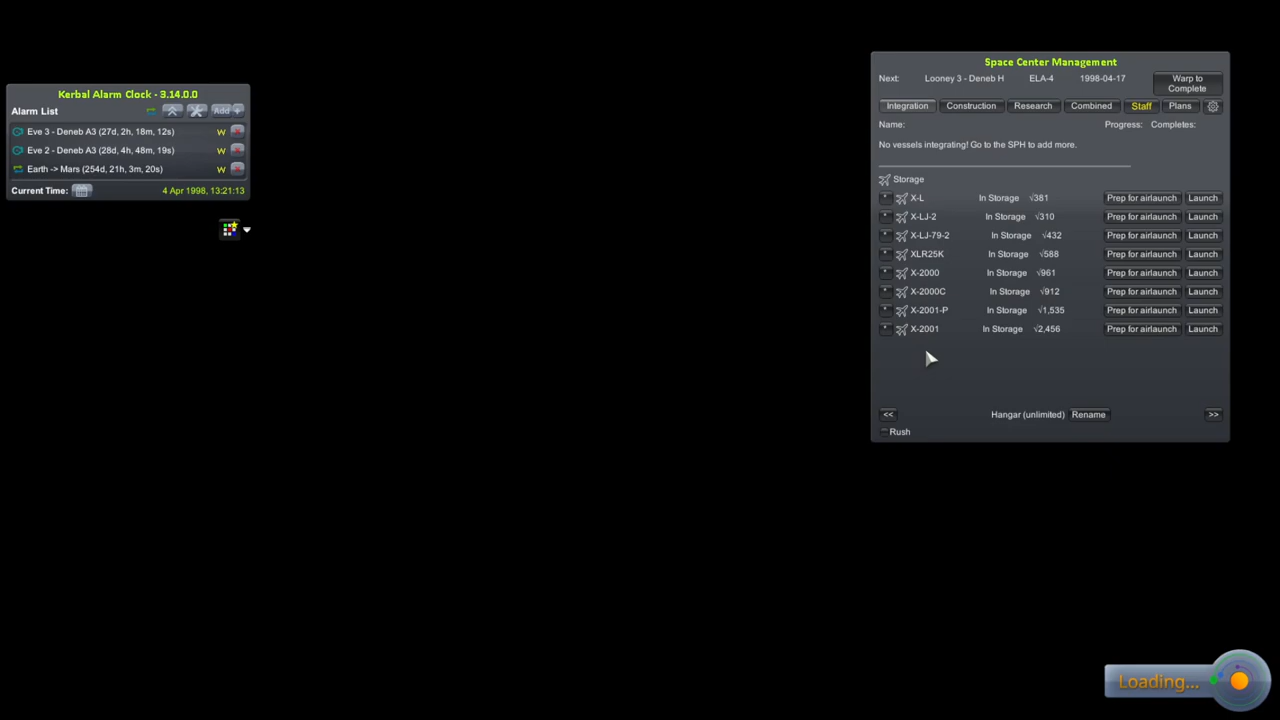 Kerbal Alarm Clock - 3.14.0.0
Alarm List Add +
Eve 3 - Deneb A3 (27d, 2h, 18m, 12s) W
Eve 2 - Deneb A3 (28d, 4h, 48m, 19s) W
Earth -> Mars (254d, 21h, 3m, 20s) W
Current Time: 4 Apr 1998, 13:21:13
Space Center Management
Next: Looney 3 - Deneb H ELA-4 1998-04-17 Warp to
Complete
Integration Construction Research Combined Staff Plans
Name: Progress: Completes:
No vessels integrating! Go to the SPH to add more.
Storage
* X-L In Storage √381 Prep for airlaunch Launch
* X-LJ-2 In Storage √310 Prep for airlaunch Launch
* X-LJ-79-2 In Storage √432 Prep for airlaunch Launch
* XLR25K In Storage √588 Prep for airlaunch Launch
* X-2000 In Storage √961 Prep for airlaunch Launch
* X-2000C In Storage √912 Prep for airlaunch Launch
* X-2001-P In Storage √1,535 Prep for airlaunch Launch
* X-2001 In Storage √2,456 Prep for airlaunch Launch
<< Hangar (unlimited) Rename >>
Rush
Loading...